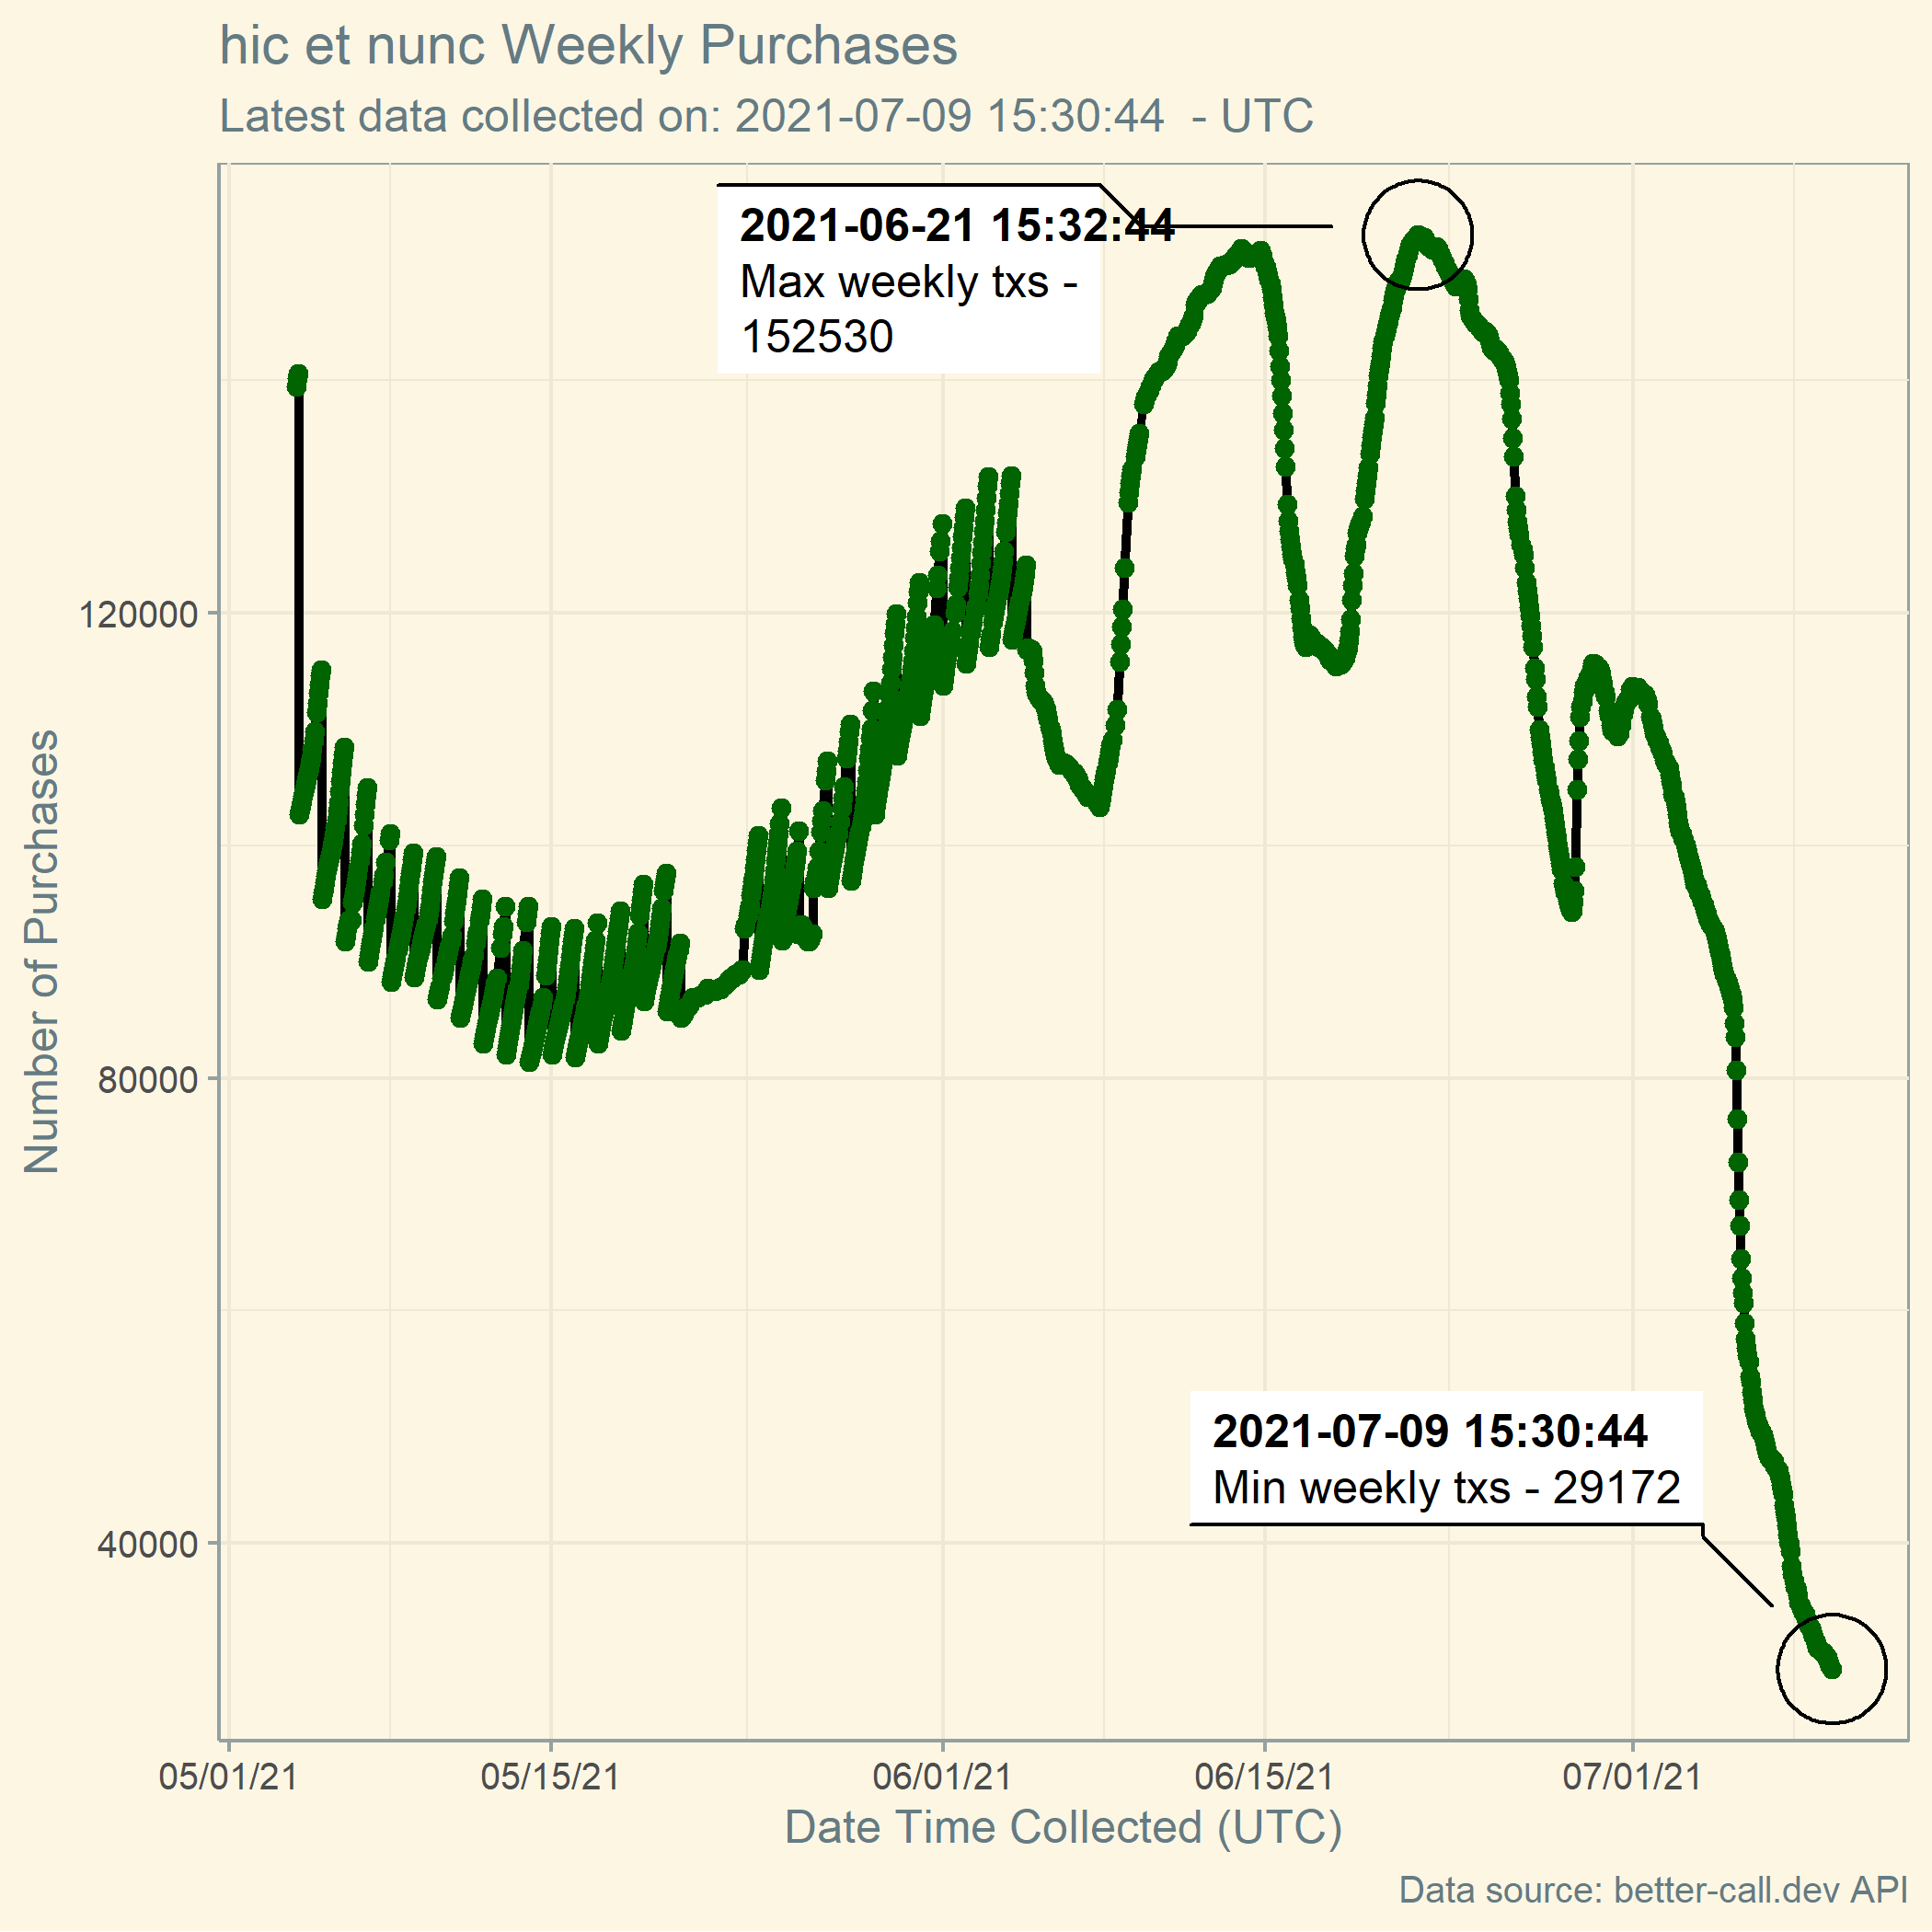 hic et nunc Weekly Purchases
Latest data collected on: 2021-07-09 15:30:44  - UTC
2021-06-21 15:32:44
Max weekly txs -
152530
120000
80000
40000
Number of Purchases
2021-07-09 15:30:44
Min weekly txs - 29172
05/01/21
05/15/21
06/01/21
06/15/21
07/01/21
Date Time Collected (UTC)
Data source: better-call.dev API